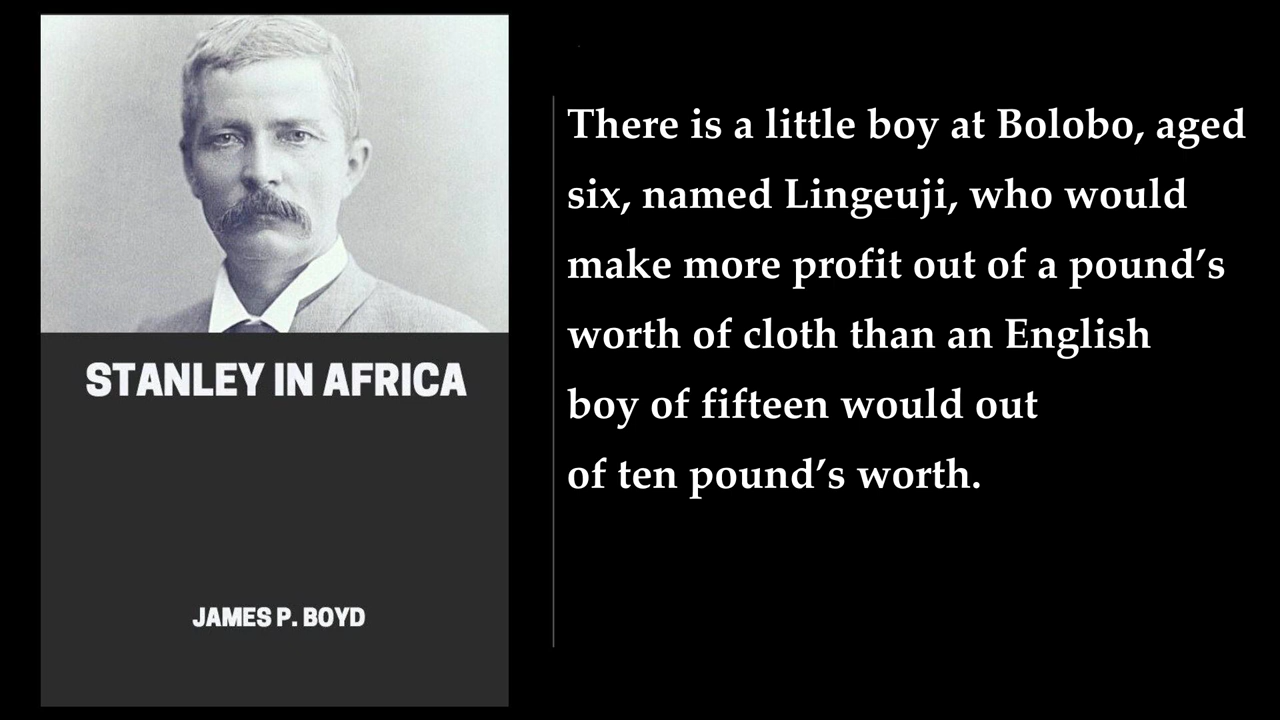 STANLEY IN AFRICA
JAMES P. BOYD
There is a little boy at Bolobo, aged
six, named Lingeuji, who would
make more profit out of a pound’s
worth of cloth than an English
boy of fifteen would out
of ten pound’s worth.